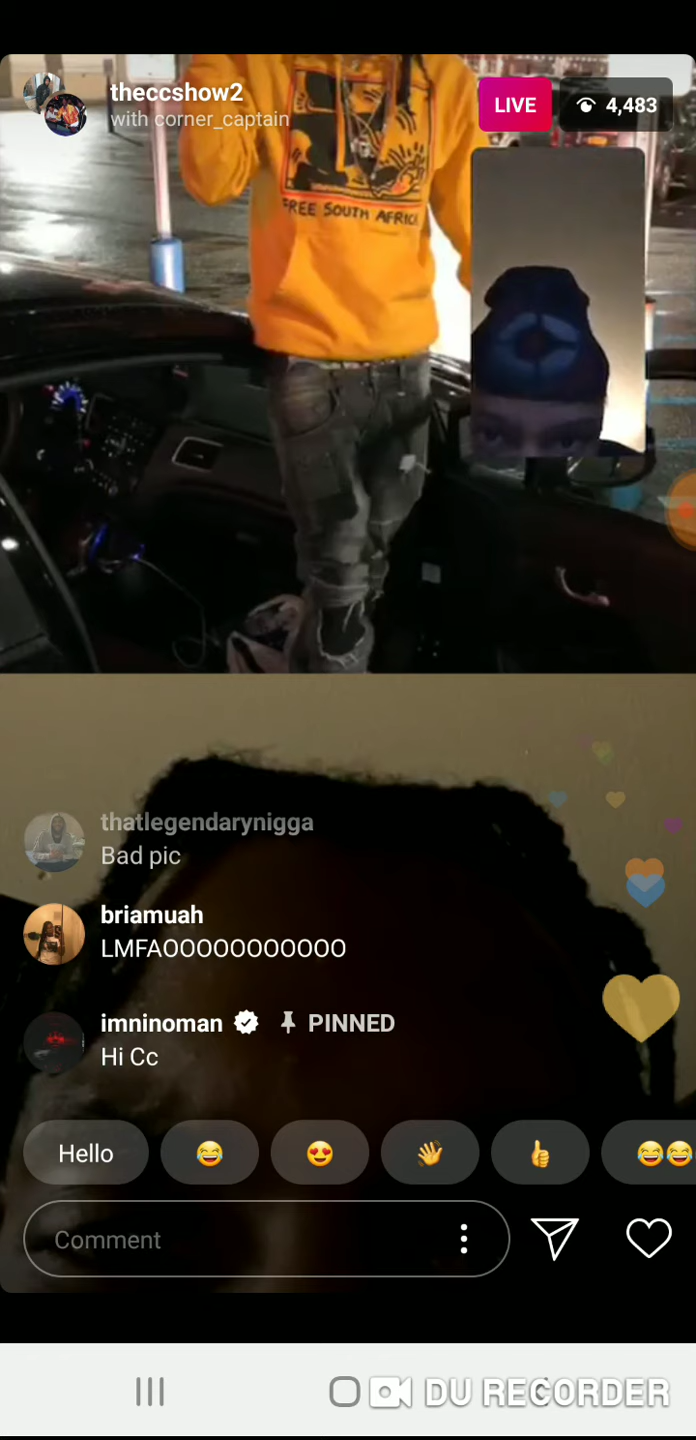 theccshow2
with corner_captain
LIVE
4,483
FREE SOUTH AFRICA
thatlegendarynigga
Bad pic
briamuah
LMFAOOOOOOOOOOO
imninoman
PINNED
Hi Cc
Hello
Comment
DU RECORDER